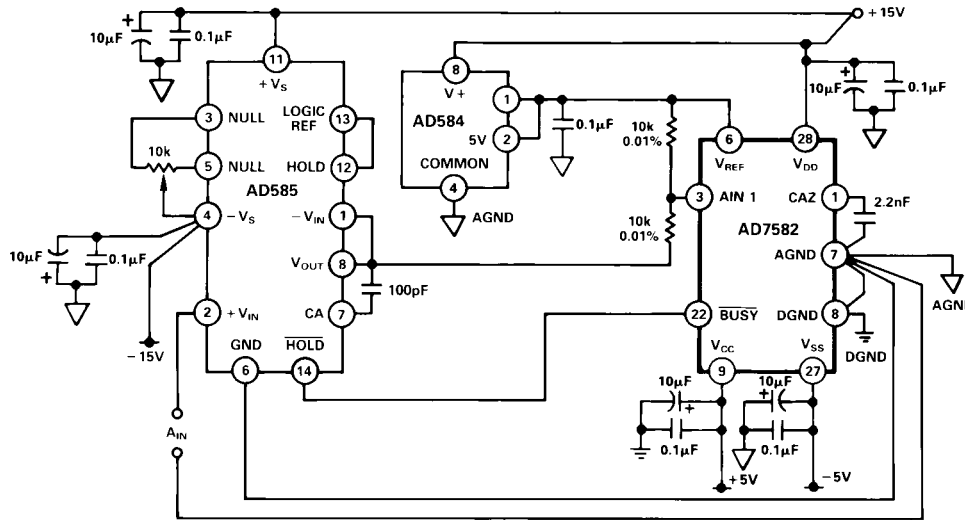 10µF
0.1µF
+15V
11
+VS
3 NULL
LOGIC REF
13
10k
5 NULL
HOLD
12
AD585
4 −VS
−VIN
1
VOUT
8
10µF
0.1µF
100pF
2 +VIN
CA
7
−15V
GND
6
HOLD
14
AIN
8
V+
AD584
1
5V
2
COMMON
4
AGND
0.1µF
10k
0.01%
10k
0.01%
10µF
0.1µF
6
VREF
28
VDD
3 AIN 1
CAZ
1
2.2nF
AD7582
AGND
7
AGND
22 BUSY
DGND
8
DGND
VCC
9
VSS
27
10µF
0.1µF
+5V
10µF
0.1µF
−5V